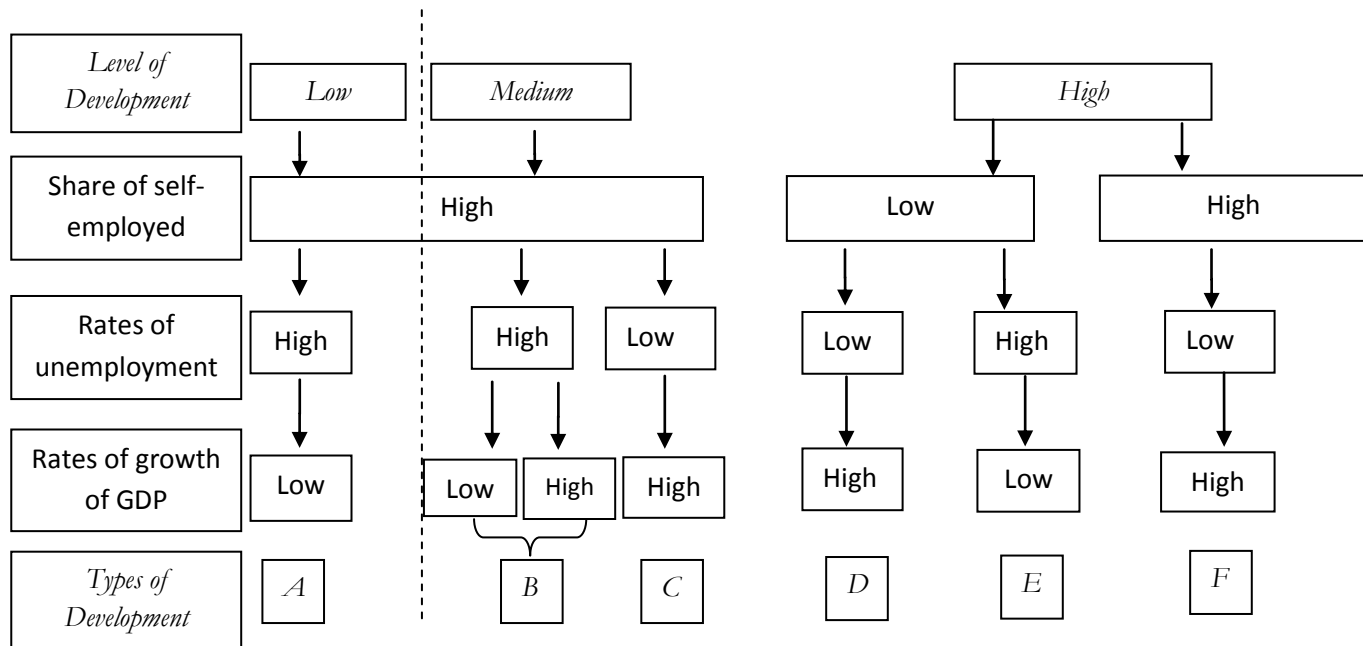 Level of
Development
Low
Medium
High
Share of self-
employed
High
Low
High
Rates of
unemployment
High
High
Low
Low
High
Low
Rates of growth
of GDP
Low
Low
High
High
High
Low
High
Types of
Development
A
B
C
D
E
F